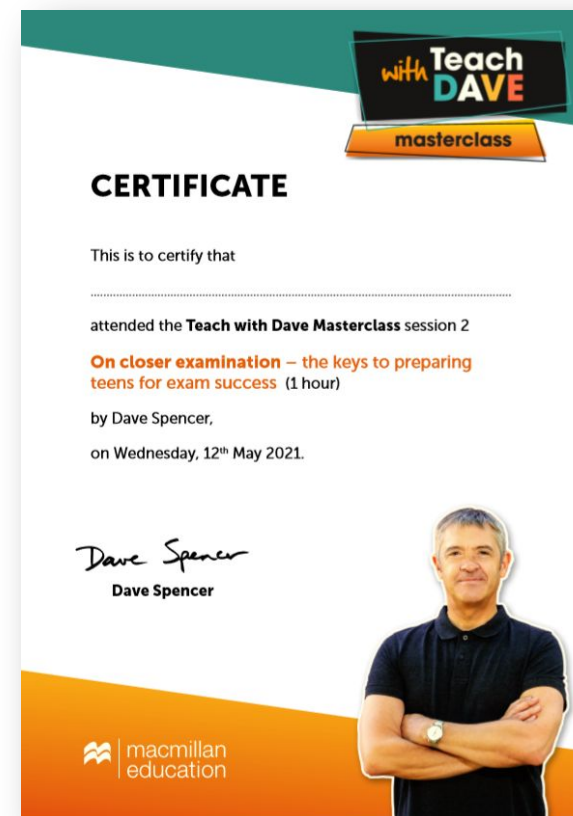 with Teach
DAVE
masterclass
CERTIFICATE
This is to certify that
attended the Teach with Dave Masterclass session 2
On closer examination – the keys to preparing
teens for exam success (1 hour)
by Dave Spencer,
on Wednesday, 12th May 2021.
Dave Spencer
Dave Spencer
macmillan
education